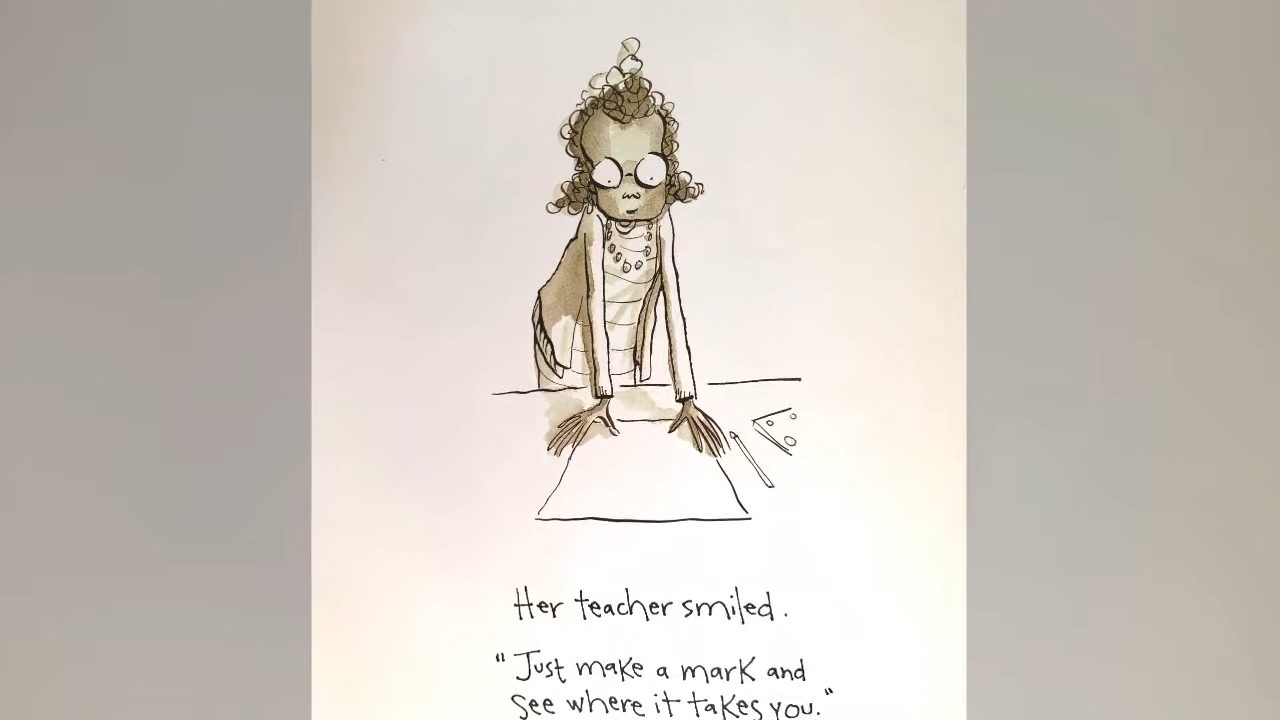 Her teacher smiled.
"Just make a mark and
see where it takes you."